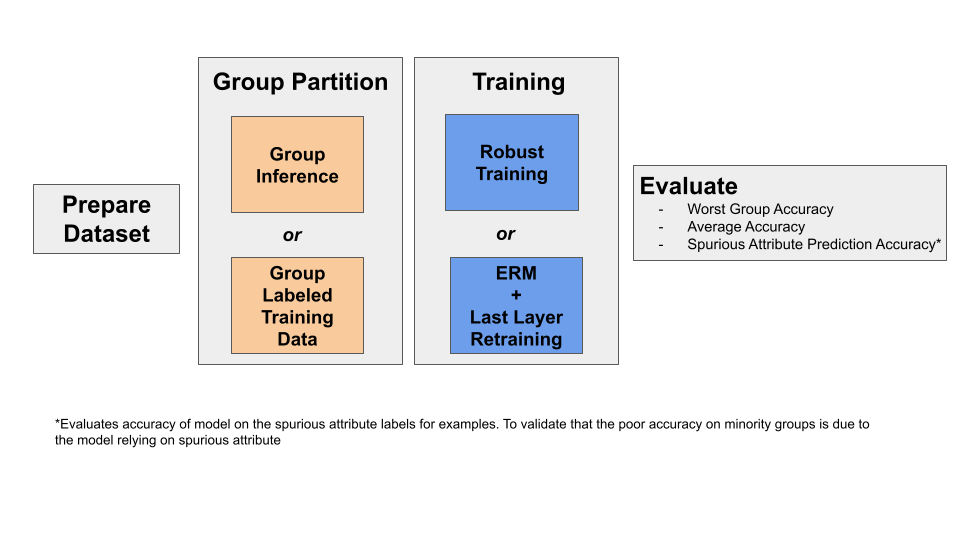 Prepare
Dataset
Group Partition
Group
Inference
or
Group
Labeled
Training
Data
Training
Robust
Training
or
ERM
+
Last Layer
Retraining
Evaluate
- Worst Group Accuracy
- Average Accuracy
- Spurious Attribute Prediction Accuracy*
*Evaluates accuracy of model on the spurious attribute labels for examples. To validate that the poor accuracy on minority groups is due to
the model relying on spurious attribute